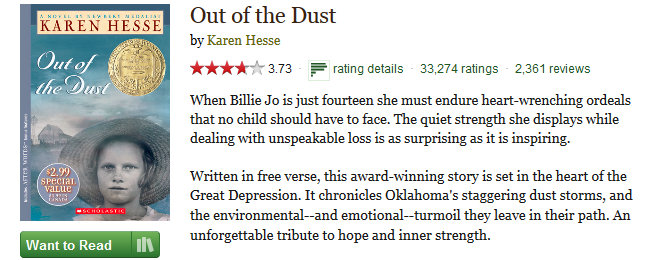 A NOVEL BY NEWBERY MEDALIST
KAREN HESSE
Out of
the Dust
$2.99
SPECIAL
VALUE
SCHOLASTIC
Want to Read
Out of the Dust
by Karen Hesse
3.73 · rating details · 33,274 ratings · 2,361 reviews
When Billie Jo is just fourteen she must endure heart-wrenching ordeals
that no child should have to face. The quiet strength she displays while
dealing with unspeakable loss is as surprising as it is inspiring.
Written in free verse, this award-winning story is set in the heart of the
Great Depression. It chronicles Oklahoma's staggering dust storms, and
the environmental--and emotional--turmoil they leave in their path. An
unforgettable tribute to hope and inner strength.